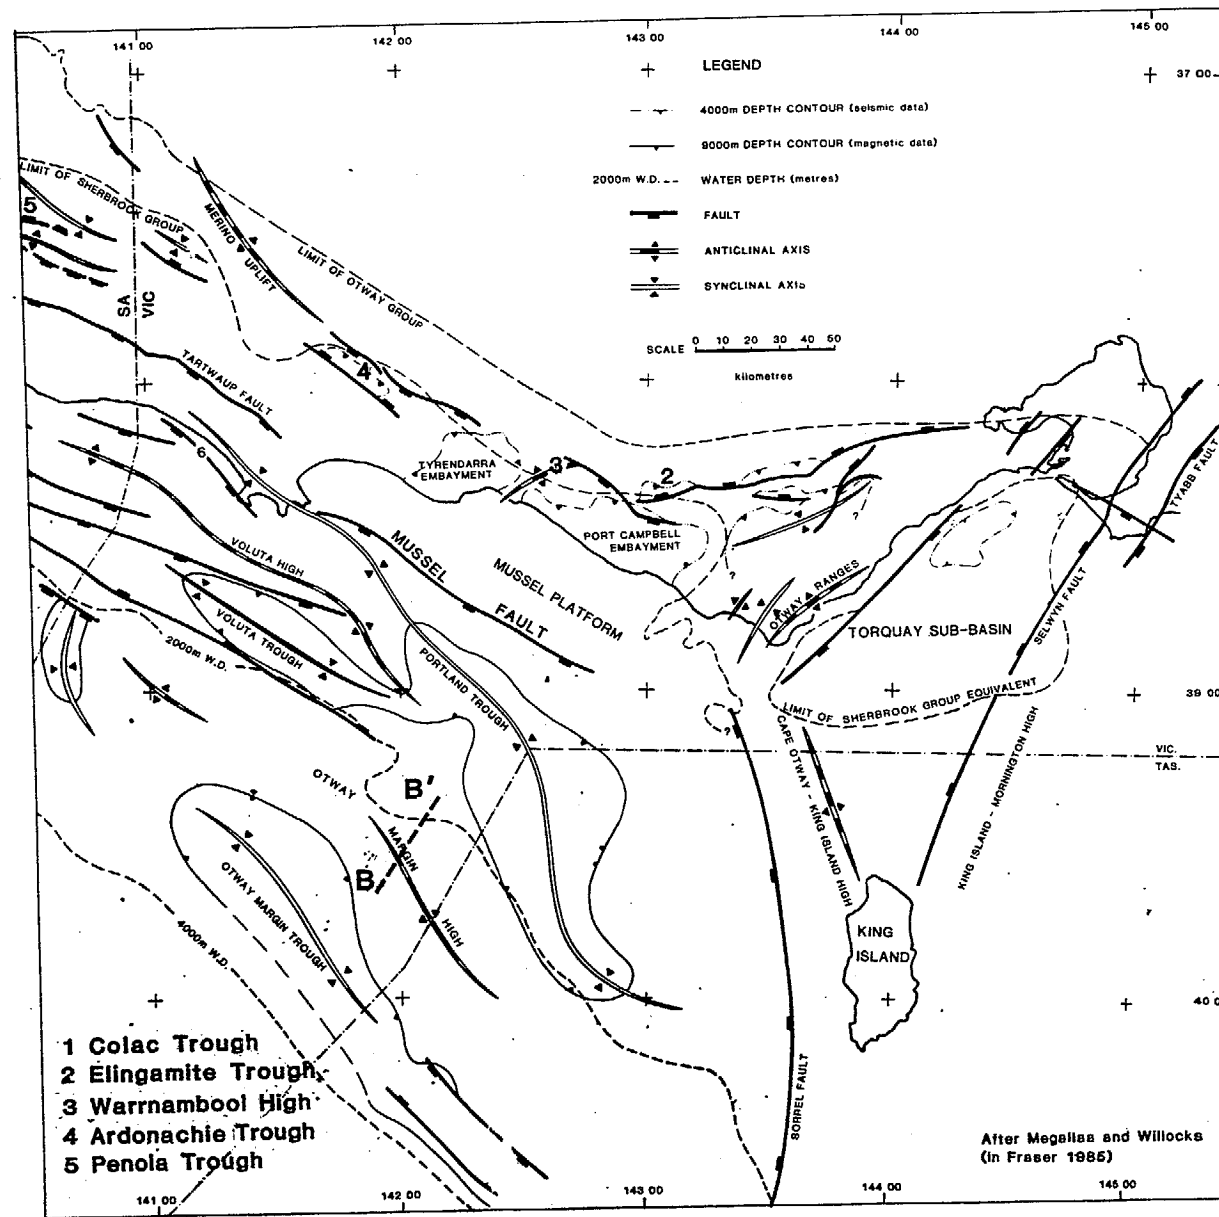 141 00
142 00
143 00
144 00
145 00
37 00
LEGEND
4000m DEPTH CONTOUR (seismic data)
9000m DEPTH CONTOUR (magnetic data)
2000m W.D. WATER DEPTH (metres)
FAULT
ANTICLINAL AXIS
SYNCLINAL AXIS
SCALE 0 10 20 30 40 50
kilometres
LIMIT OF SHERBROOK GROUP
5
MERINO UPLIFT
LIMIT OF OTWAY GROUP
SA
VIC
TARTWAUP FAULT
4
6
TYRENDARRA
EMBAYMENT
3
2
PORT CAMPBELL
EMBAYMENT
?
?
TYABB FAULT
VOLUTA HIGH
MUSSEL FAULT
MUSSEL PLATFORM
OTWAY RANGES
TORQUAY SUB-BASIN
SELWYN FAULT
VOLUTA TROUGH
2000m W.D.
PORTLAND TROUGH
39 00
LIMIT OF SHERBROOK GROUP EQUIVALENT
?
VIC.
TAS.
CAPE OTWAY - KING ISLAND HIGH
KING ISLAND - MORNINGTON HIGH
OTWAY MARGIN HIGH
B'
B
OTWAY MARGIN TROUGH
4000m W.D.
KING
ISLAND
40 0
SORREL FAULT
1 Colac Trough
2 Elingamite Trough
3 Warrnambool High
4 Ardonachie Trough
5 Penola Trough
After Megallaa and Willocks
(in Fraser 1985)
141 00
142 00
143 00
144 00
145 00